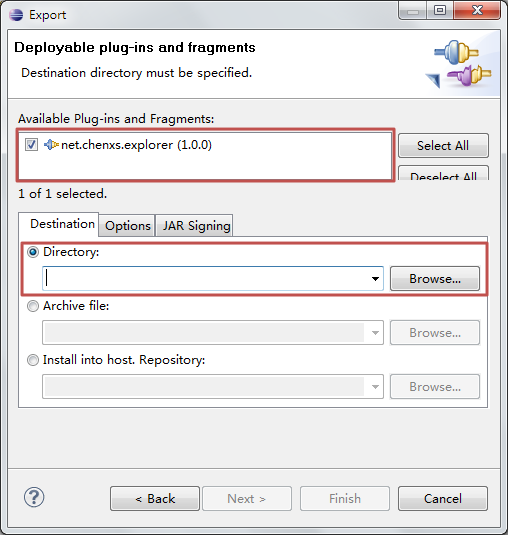 Export
Deployable plug-ins and fragments
Destination directory must be specified.
Available Plug-ins and Fragments:
net.chenxs.explorer (1.0.0)
Select All
Deselect All
1 of 1 selected.
Destination Options JAR Signing
Directory:
Browse...
Archive file:
Browse...
Install into host. Repository:
Browse...
< Back Next > Finish Cancel